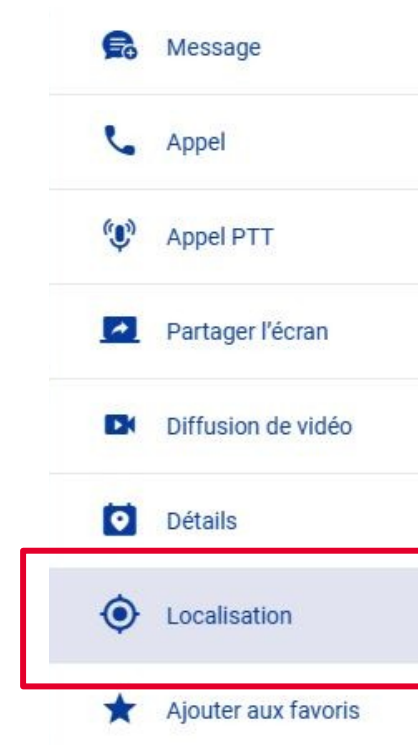 Message
Appel
Appel PTT
Partager l'écran
Diffusion de vidéo
Détails
Localisation
Ajouter aux favoris